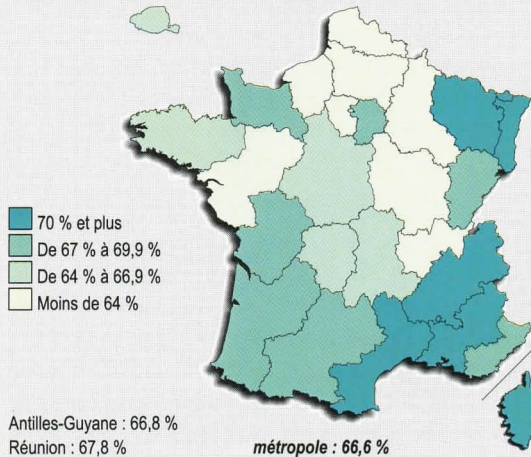 70 % et plus
De 67 % à 69,9 %
De 64 % à 66,9 %
Moins de 64 %
Antilles-Guyane : 66,8 %
Réunion : 67,8 %
métropole : 66,6 %